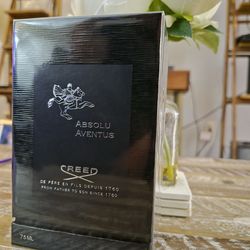 ABSOLU
AVENTUS
CREED
DE PÈRE EN FILS DEPUIS 1760
FROM FATHER TO SON SINCE 1760
75ML